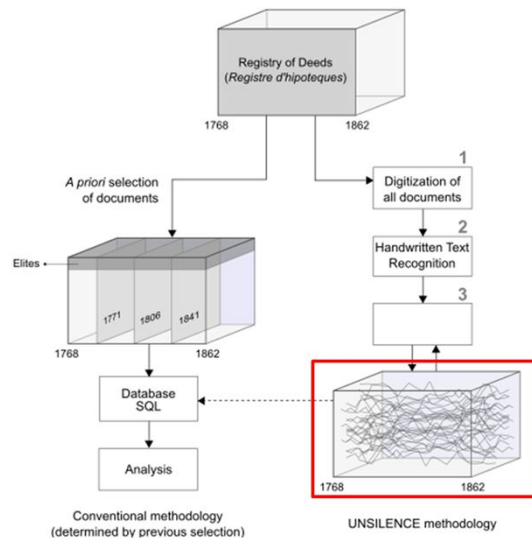 Registry of Deeds
(Registre d'hipoteques)
1768
1862
A priori selection
of documents
1
Digitization of
all documents
2
Handwritten Text
Recognition
3
Elites
1771
1806
1841
1768
1862
Database
SQL
Analysis
1768
1862
Conventional methodology
(determined by previous selection)
UNSILENCE methodology